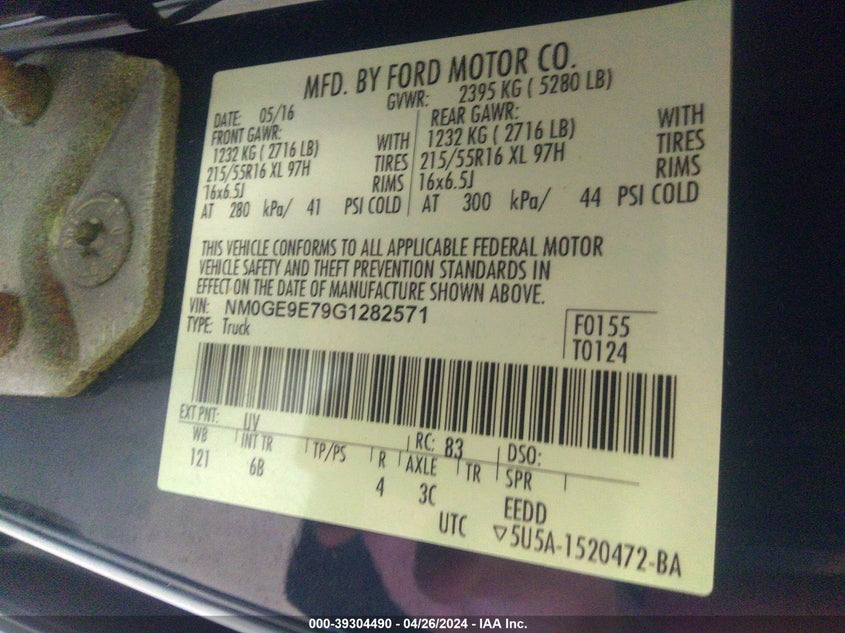 MFD. BY FORD MOTOR CO.
DATE: 05/16 GVWR: 2395 KG ( 5280 LB)
FRONT GAWR: REAR GAWR:
1232 KG ( 2716 LB) WITH 1232 KG ( 2716 LB) WITH
215/55R16 XL 97H TIRES 215/55R16 XL 97H TIRES
16x6.5J RIMS 16x6.5J RIMS
AT 280 kPa/ 41 PSI COLD AT 300 kPa/ 44 PSI COLD
THIS VEHICLE CONFORMS TO ALL APPLICABLE FEDERAL MOTOR
VEHICLE SAFETY AND THEFT PREVENTION STANDARDS IN
EFFECT ON THE DATE OF MANUFACTURE SHOWN ABOVE.
VIN: NM0GE9E79G1282571
TYPE: Truck
F0155
T0124
EXT PNT: UY RC: 83 DSO:
WB INT TR TP/PS R AXLE TR SPR
121 6B 4 3C EEDD
UTC ▽5U5A-1520472-BA
000-39304490 - 04/26/2024 - IAA Inc.